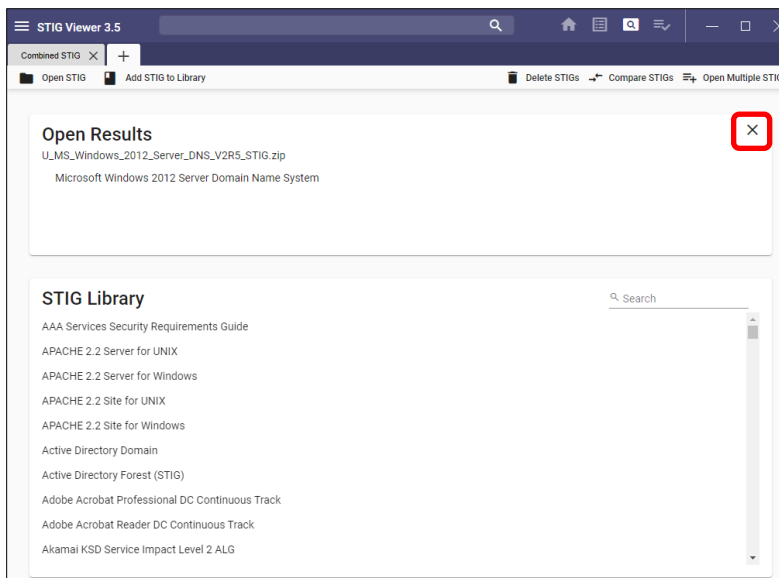 STIG Viewer 3.5
Combined STIG
Open STIG Add STIG to Library Delete STIGs Compare STIGs Open Multiple
Open Results
U_MS_Windows_2012_Server_DNS_V2R5_STIG.zip
Microsoft Windows 2012 Server Domain Name System
STIG Library
Search
AAA Services Security Requirements Guide
APACHE 2.2 Server for UNIX
APACHE 2.2 Server for Windows
APACHE 2.2 Site for UNIX
APACHE 2.2 Site for Windows
Active Directory Domain
Active Directory Forest (STIG)
Adobe Acrobat Professional DC Continuous Track
Adobe Acrobat Reader DC Continuous Track
Akamai KSD Service Impact Level 2 ALG